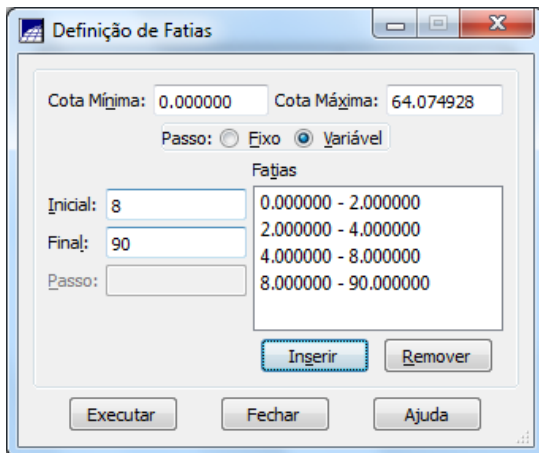 Definição de Fatias
Cota Mínima: 0.000000 Cota Máxima: 64.074928
Passo: Fixo Variável
Fatias
Inicial: 8
Final: 90
Passo:
0.000000 - 2.000000
2.000000 - 4.000000
4.000000 - 8.000000
8.000000 - 90.000000
Inserir Remover
Executar Fechar Ajuda